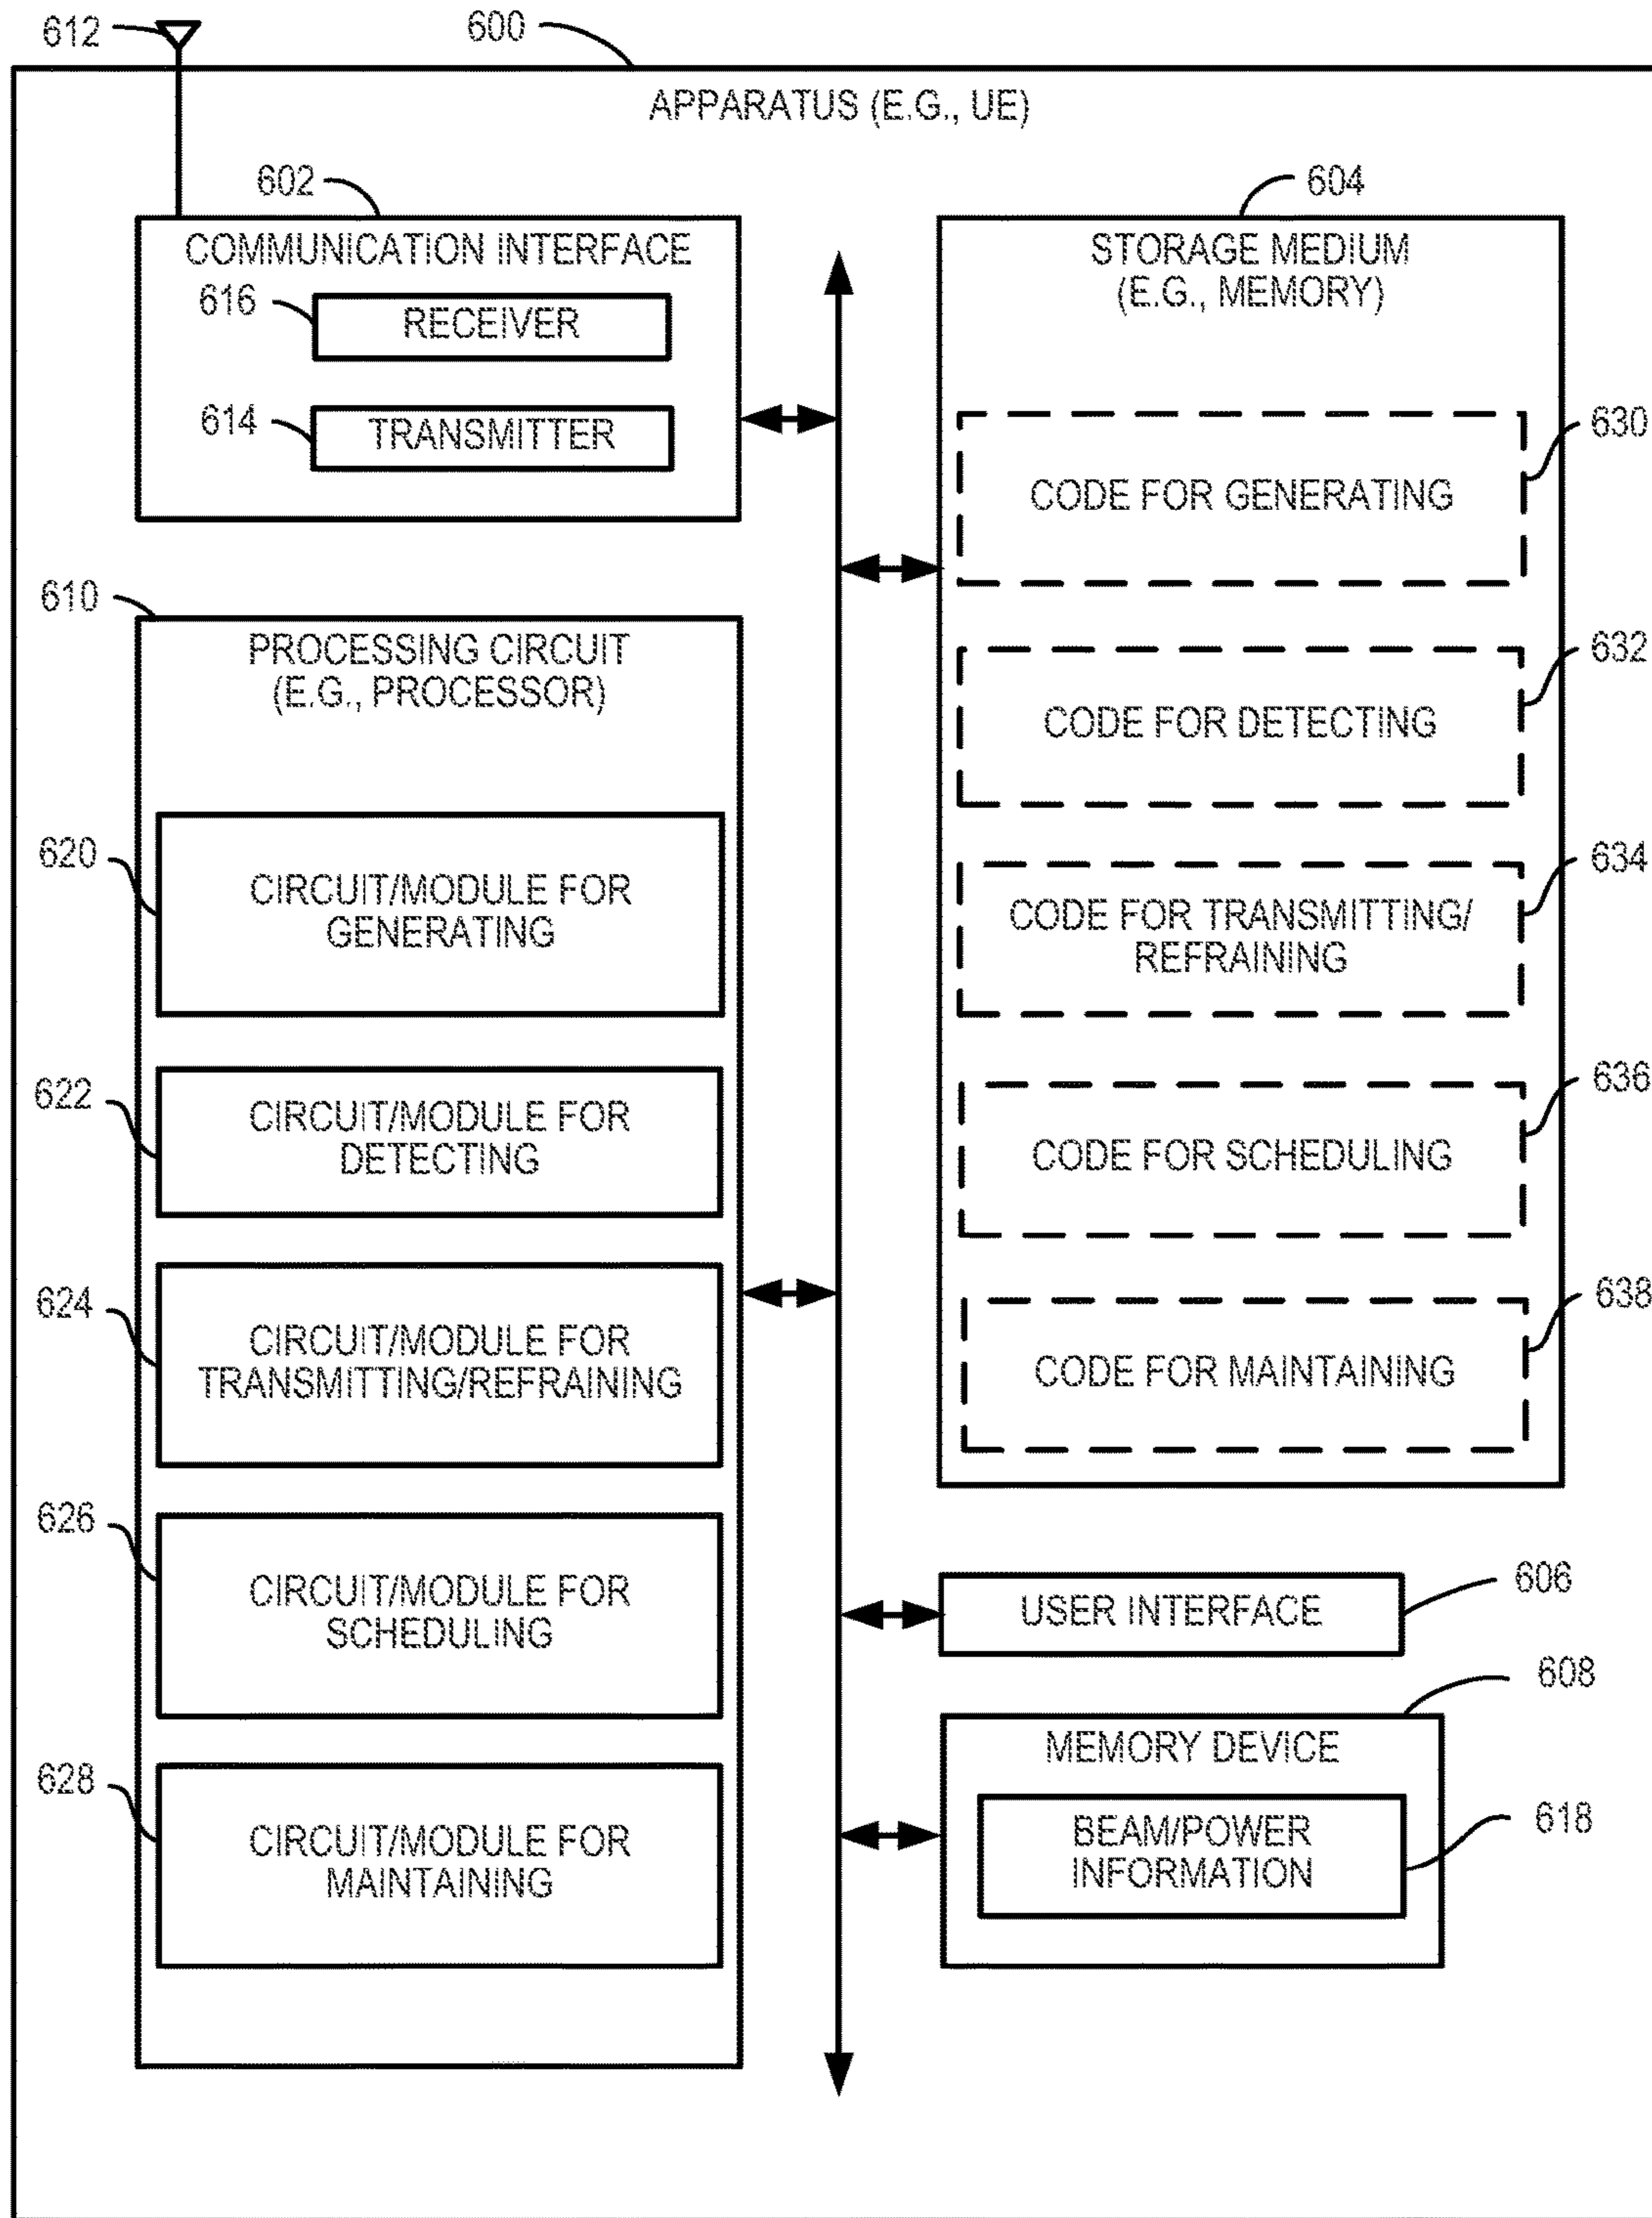 612
600
APPARATUS (E.G., UE)
602
COMMUNICATION INTERFACE
616
RECEIVER
614
TRANSMITTER
604
STORAGE MEDIUM
(E.G., MEMORY)
630
CODE FOR GENERATING
632
CODE FOR DETECTING
634
CODE FOR TRANSMITTING/
REFRAINING
636
CODE FOR SCHEDULING
638
CODE FOR MAINTAINING
610
PROCESSING CIRCUIT
(E.G., PROCESSOR)
620
CIRCUIT/MODULE FOR
GENERATING
622
CIRCUIT/MODULE FOR
DETECTING
624
CIRCUIT/MODULE FOR
TRANSMITTING/REFRAINING
626
CIRCUIT/MODULE FOR
SCHEDULING
628
CIRCUIT/MODULE FOR
MAINTAINING
606
USER INTERFACE
608
MEMORY DEVICE
618
BEAM/POWER
INFORMATION